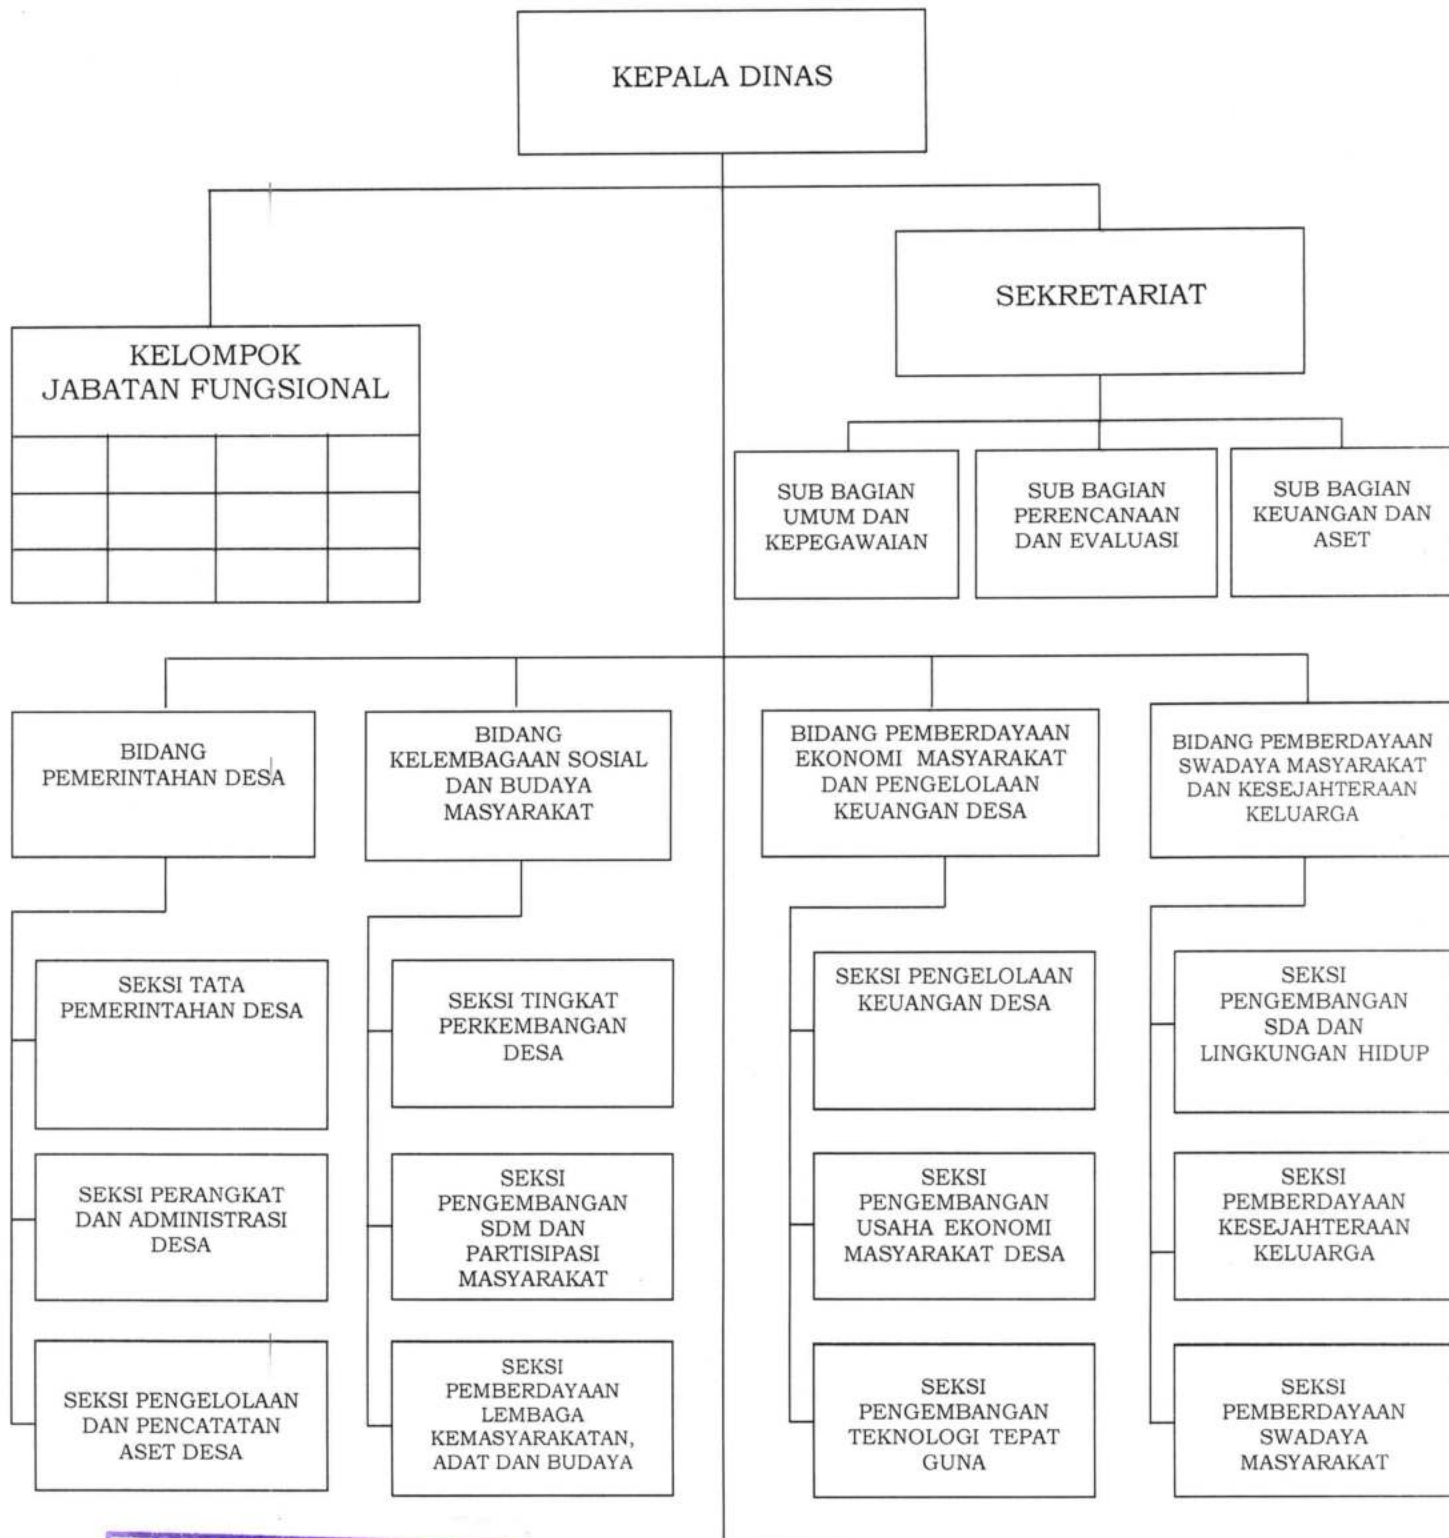 KEPALA DINAS
SEKRETARIAT
KELOMPOK
JABATAN FUNGSIONAL
SUB BAGIAN
UMUM DAN
KEPEGAWAIAN
SUB BAGIAN
PERENCANAAN
DAN EVALUASI
SUB BAGIAN
KEUANGAN DAN
ASET
BIDANG
PEMERINTAHAN DESA
BIDANG
KELEMBAGAAN SOSIAL
DAN BUDAYA
MASYARAKAT
BIDANG PEMBERDAYAAN
EKONOMI MASYARAKAT
DAN PENGELOLAAN
KEUANGAN DESA
BIDANG PEMBERDAYAAN
SWADAYA MASYARAKAT
DAN KESEJAHTERAAN
KELUARGA
SEKSI TATA
PEMERINTAHAN DESA
SEKSI TINGKAT
PERKEMBANGAN
DESA
SEKSI PENGELOLAAN
KEUANGAN DESA
SEKSI
PENGEMBANGAN
SDA DAN
LINGKUNGAN HIDUP
SEKSI PERANGKAT
DAN ADMINISTRASI
DESA
SEKSI
PENGEMBANGAN
SDM DAN
PARTISIPASI
MASYARAKAT
SEKSI
PENGEMBANGAN
USAHA EKONOMI
MASYARAKAT DESA
SEKSI
PEMBERDAYAAN
KESEJAHTERAAN
KELUARGA
SEKSI PENGELOLAAN
DAN PENCATATAN
ASET DESA
SEKSI
PEMBERDAYAAN
LEMBAGA
KEMASYARAKATAN,
ADAT DAN BUDAYA
SEKSI
PENGEMBANGAN
TEKNOLOGI TEPAT
GUNA
SEKSI
PEMBERDAYAAN
SWADAYA
MASYARAKAT